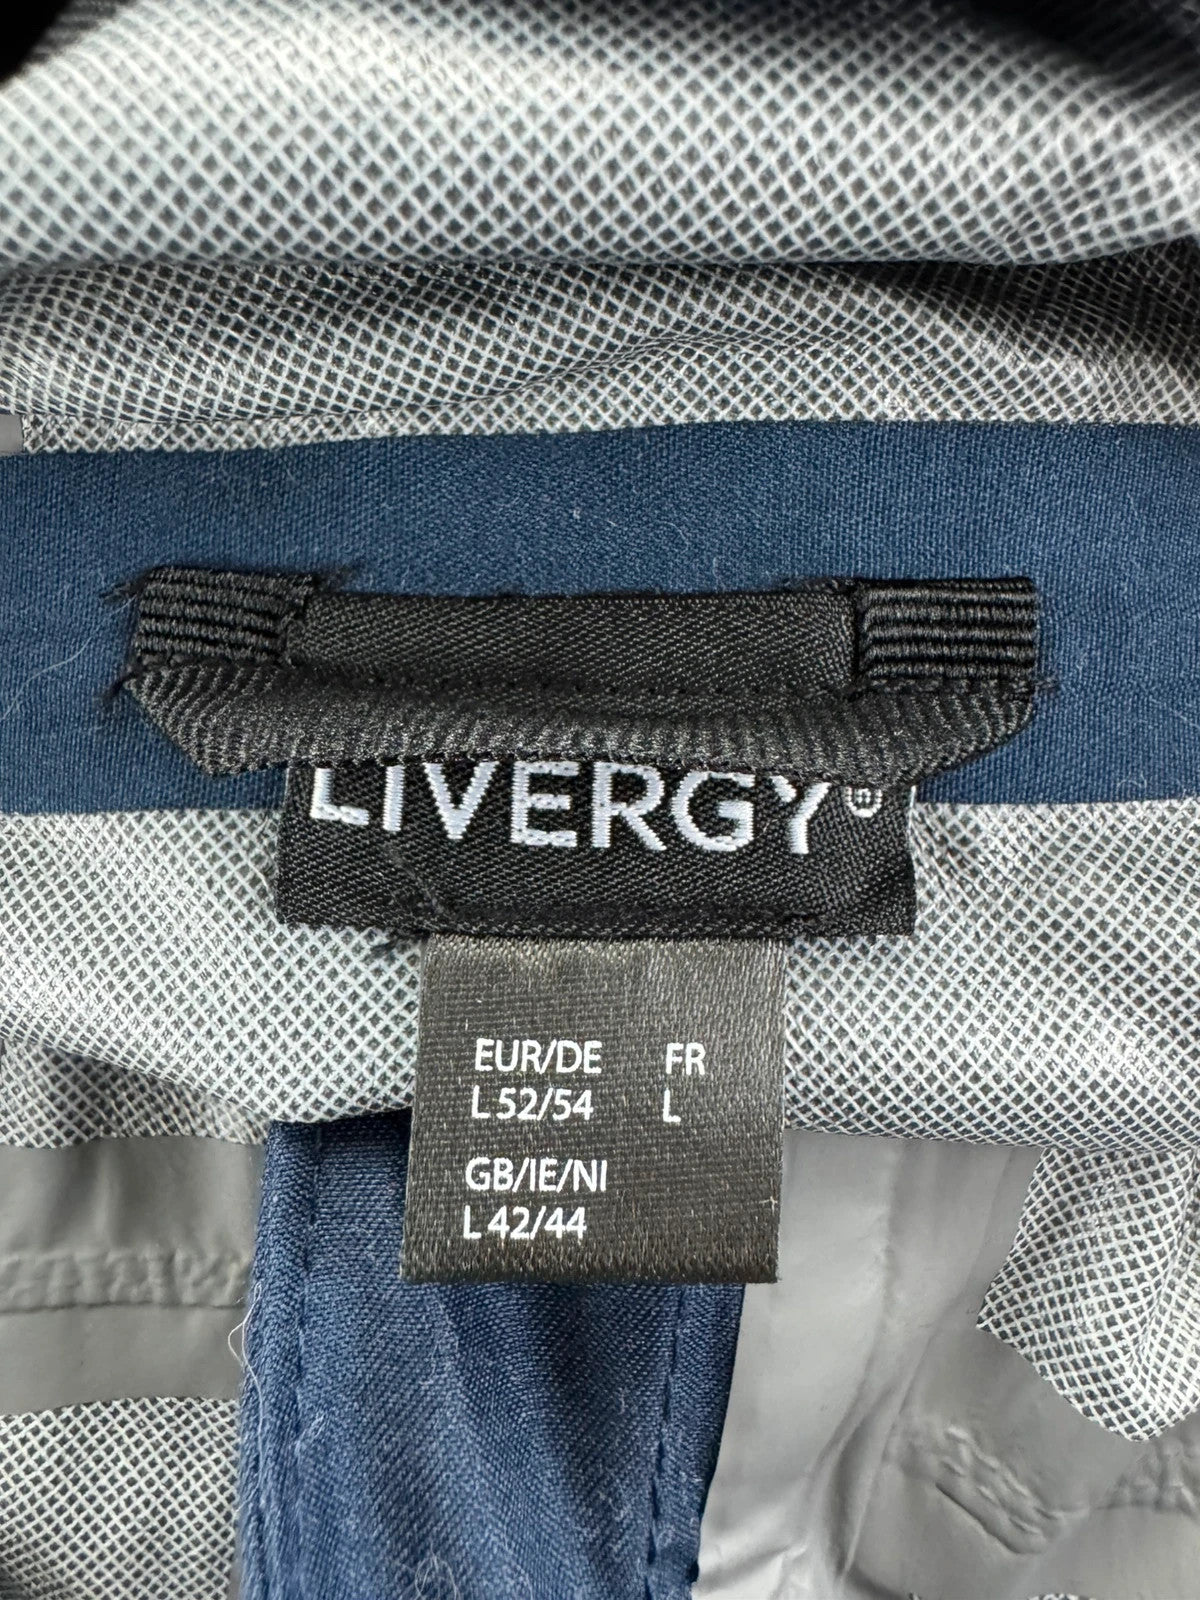 LIVERGY®
EUR/DE FR
L 52/54 L
GB/IE/NI
L 42/44